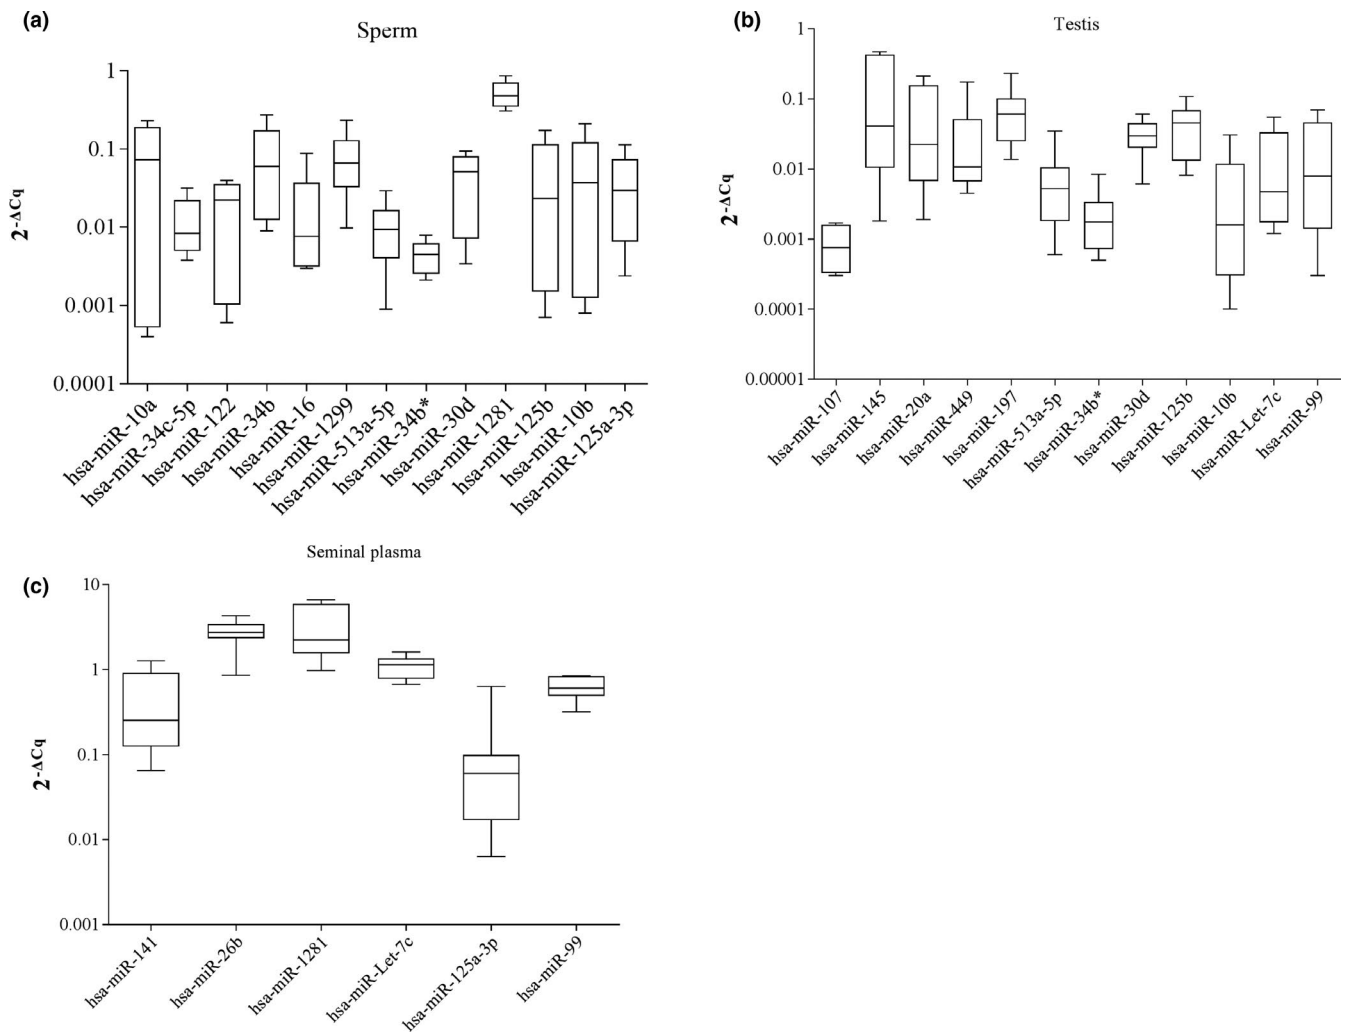 (a)
Sperm
2-ΔCq
1
0.1
0.01
0.001
0.0001
hsa-miR-10a
hsa-miR-34c-5p
hsa-miR-122
hsa-miR-34b
hsa-miR-16
hsa-miR-1299
hsa-miR-513a-5p
hsa-miR-34b*
hsa-miR-30d
hsa-miR-1281
hsa-miR-125b
hsa-miR-10b
hsa-miR-125a-3p
(b)
Testis
2-ΔCq
1
0.1
0.01
0.001
0.0001
0.00001
hsa-miR-107
hsa-miR-145
hsa-miR-20a
hsa-miR-449
hsa-miR-197
hsa-miR-513a-5p
hsa-miR-34b*
hsa-miR-30d
hsa-miR-125b
hsa-miR-10b
hsa-miR-Let-7c
hsa-miR-99
(c)
Seminal plasma
2-ΔCq
10
1
0.1
0.01
0.001
hsa-miR-141
hsa-miR-26b
hsa-miR-1281
hsa-miR-Let-7c
hsa-miR-125a-3p
hsa-miR-99